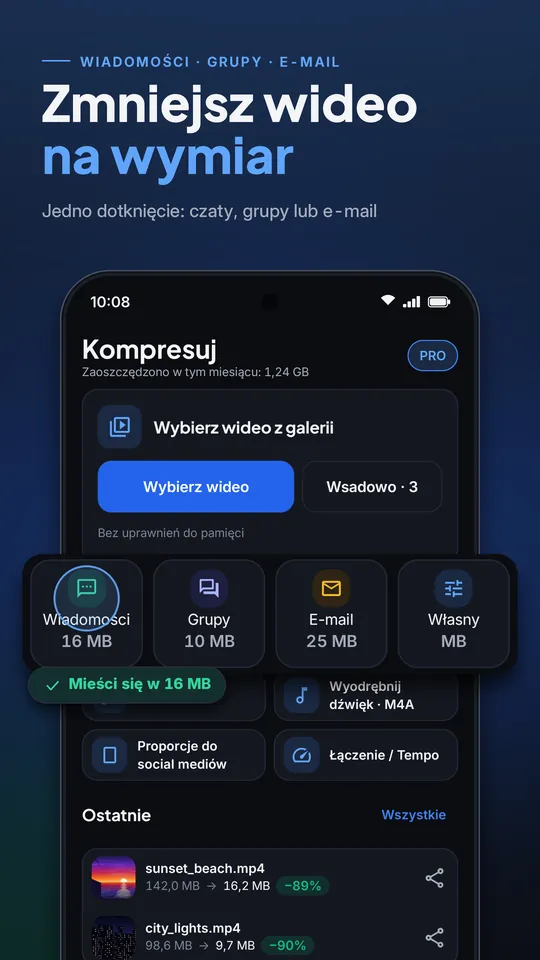 WIADOMOŚCI · GRUPY · E-MAIL
Zmniejsz wideo
na wymiar
Jedno dotknięcie: czaty, grupy lub e-mail
10:08
Kompresuj
Zaoszczędzono w tym miesiącu: 1,24 GB
PRO
Wybierz wideo z galerii
Wybierz wideo
Wsadowo · 3
Bez uprawnień do pamięci
Wiadomości
16 MB
Grupy
10 MB
E-mail
25 MB
Własny
MB
Mieści się w 16 MB
Wyodrębnij
dźwięk · M4A
Proporcje do
social mediów
Łączenie / Tempo
Ostatnie
Wszystkie
sunset_beach.mp4
142,0 MB → 16,2 MB −89%
city_lights.mp4
98,6 MB → 9,7 MB −90%